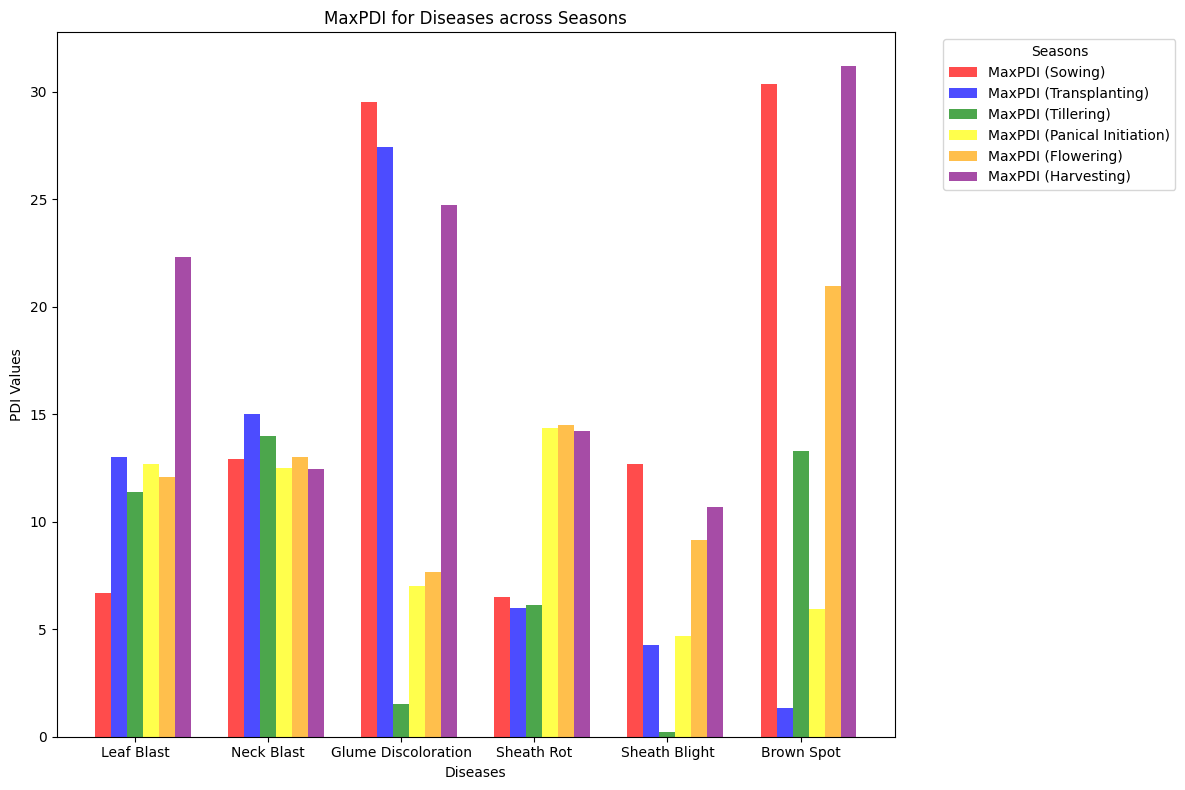 MaxPDI for Diseases across Seasons
Seasons
MaxPDI (Sowing)
MaxPDI (Transplanting)
MaxPDI (Tillering)
MaxPDI (Panical Initiation)
MaxPDI (Flowering)
MaxPDI (Harvesting)
PDI Values
30
25
20
15
10
5
0
Leaf Blast Neck Blast Glume Discoloration Sheath Rot Sheath Blight Brown Spot
Diseases